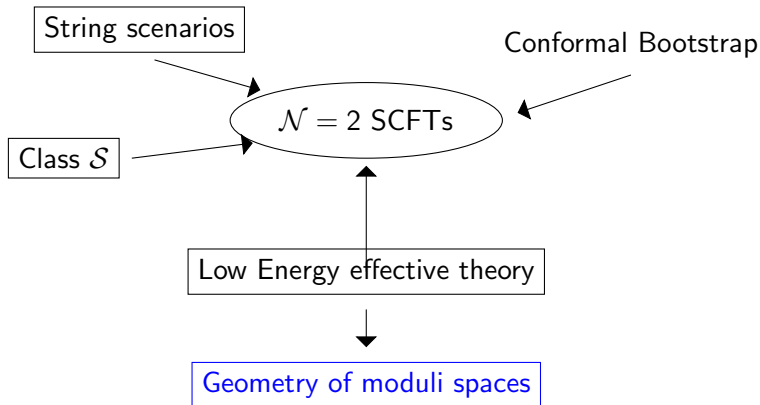 String scenarios
Conformal Bootstrap
𝒩 = 2 SCFTs
Class 𝒮
Low Energy effective theory
Geometry of moduli spaces